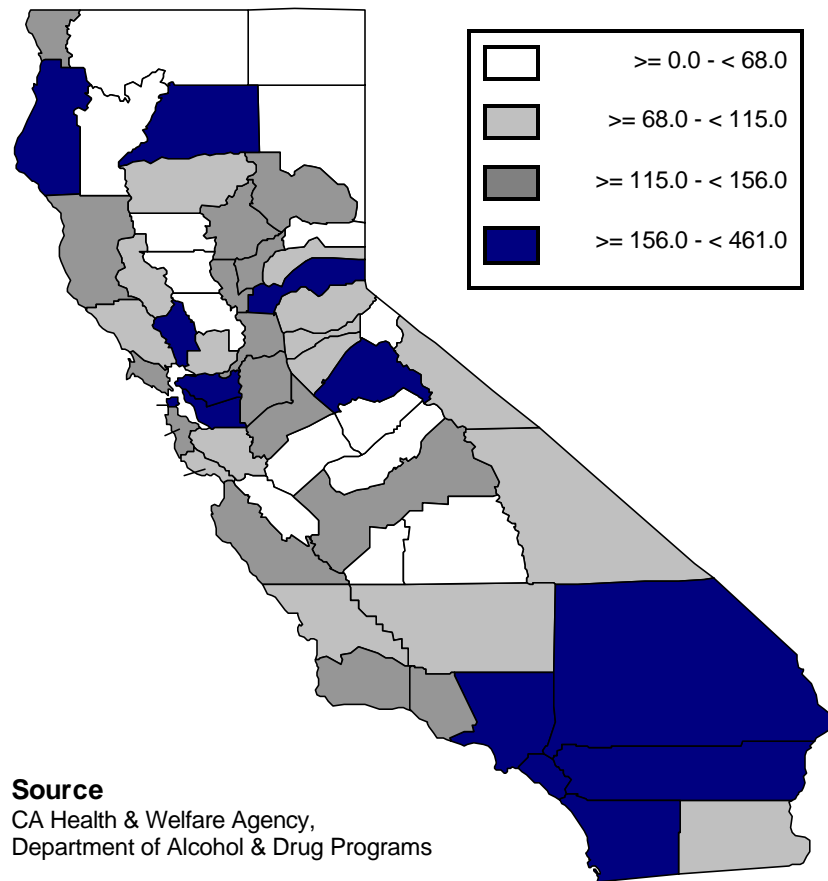 >= 0.0 - < 68.0
>= 68.0 - < 115.0
>= 115.0 - < 156.0
>= 156.0 - < 461.0
Source
CA Health & Welfare Agency,
Department of Alcohol & Drug Programs